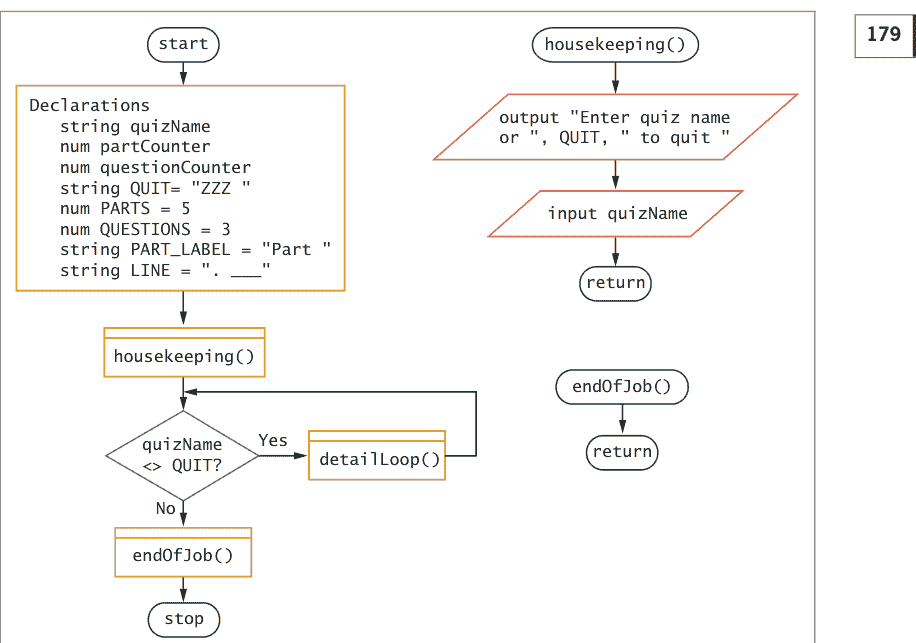 start
Declarations
string quizName
num partCounter
num questionCounter
string QUIT= "ZZZ "
num PARTS = 5
num QUESTIONS = 3
string PART_LABEL = "Part "
string LINE = ". ___"
housekeeping()
quizName
<> QUIT?
Yes
detailLoop()
No
endOfJob()
stop
housekeeping()
output "Enter quiz name
or ", QUIT, " to quit "
input quizName
return
endOfJob()
return
179